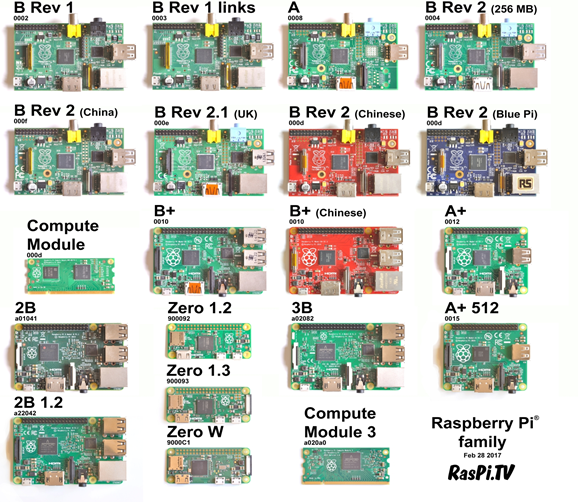 B Rev 1
0002
B Rev 1 links
0003
A
0008
B Rev 2 (256 MB)
0004
B Rev 2 (China)
000f
B Rev 2.1 (UK)
000e
B Rev 2 (Chinese)
000d
B Rev 2 (Blue Pi)
000d
RS
Compute
Module
000d
B+
0010
B+ (Chinese)
0010
A+
0012
2B
a01041
Zero 1.2
900092
3B
a02082
A+ 512
0015
Zero 1.3
900093
2B 1.2
a22042
Zero W
9000C1
Compute
Module 3
a020a0
Raspberry Pi®
family
Feb 28 2017
RasPi.TV